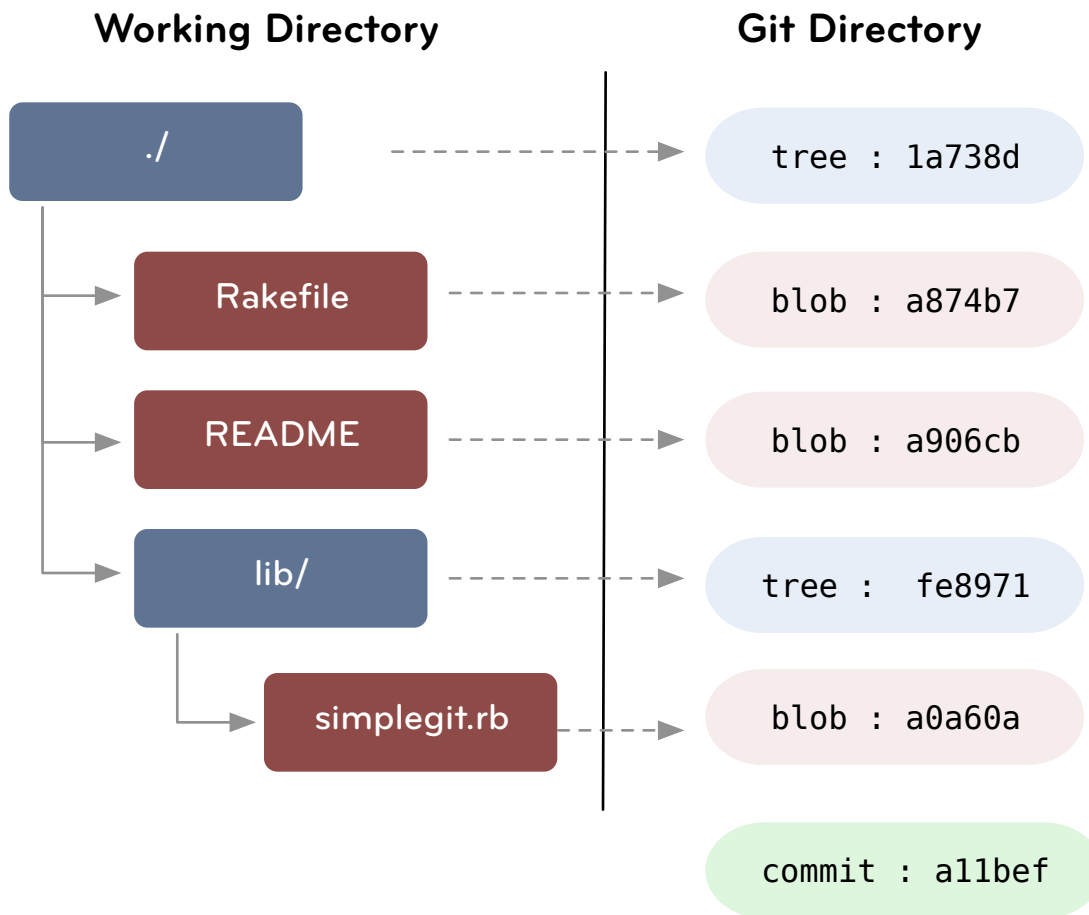 Working Directory Git Directory
./ tree : 1a738d
Rakefile blob : a874b7
README blob : a906cb
lib/ tree : fe8971
simplegit.rb blob : a0a60a
commit : a11bef